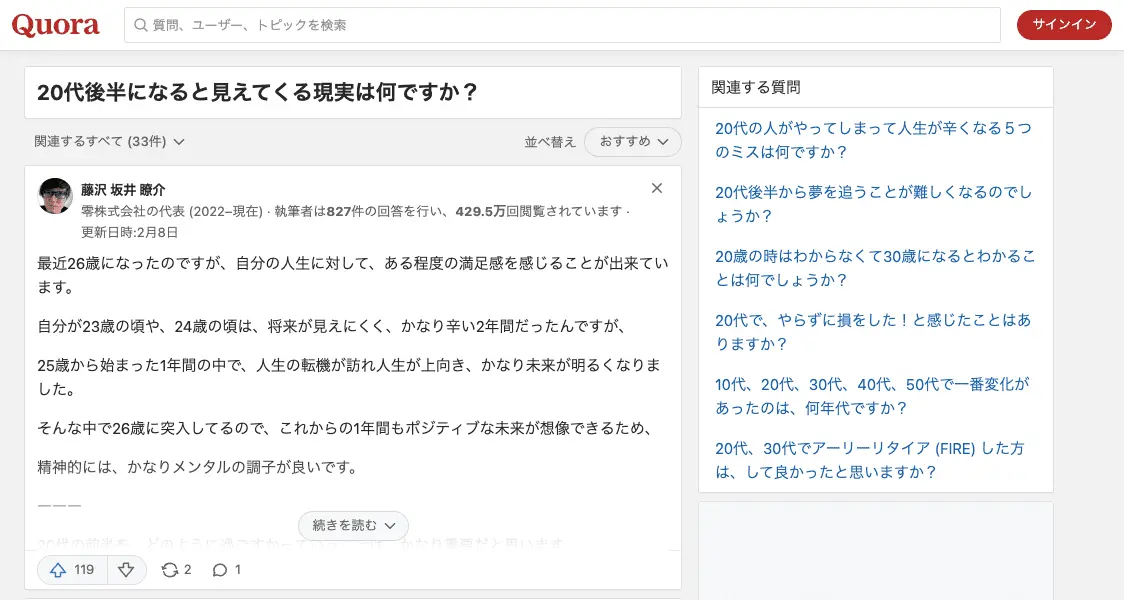 Quora
質問、ユーザー、トピックを検索
サインイン
20代後半になると見えてくる現実は何ですか？
関連するすべて (33件)
並べ替え
おすすめ
藤沢 坂井 瞭介
零株式会社の代表 (2022–現在) · 執筆者は827件の回答を行い、429.5万回閲覧されています ·
更新日時:2月8日
最近26歳になったのですが、自分の人生に対して、ある程度の満足感を感じることが出来てい
ます。
自分が23歳の頃や、24歳の頃は、将来が見えにくく、かなり辛い2年間だったんですが、
25歳から始まった1年間の中で、人生の転機が訪れ人生が上向き、かなり未来が明るくなりま
した。
そんな中で26歳に突入してるので、これからの1年間もポジティブな未来が想像できるため、
精神的には、かなりメンタルの調子が良いです。
ーーー
続きを読む
119
2
1
関連する質問
20代の人がやってしまって人生が辛くなる５つ
のミスは何ですか？
20代後半から夢を追うことが難しくなるのでし
ょうか？
20歳の時はわからなくて30歳になるとわかるこ
とは何でしょうか？
20代で、やらずに損をした！と感じたことはあ
りますか？
10代、20代、30代、40代、50代で一番変化が
あったのは、何年代ですか？
20代、30代でアーリーリタイア (FIRE) した方
は、して良かったと思いますか？